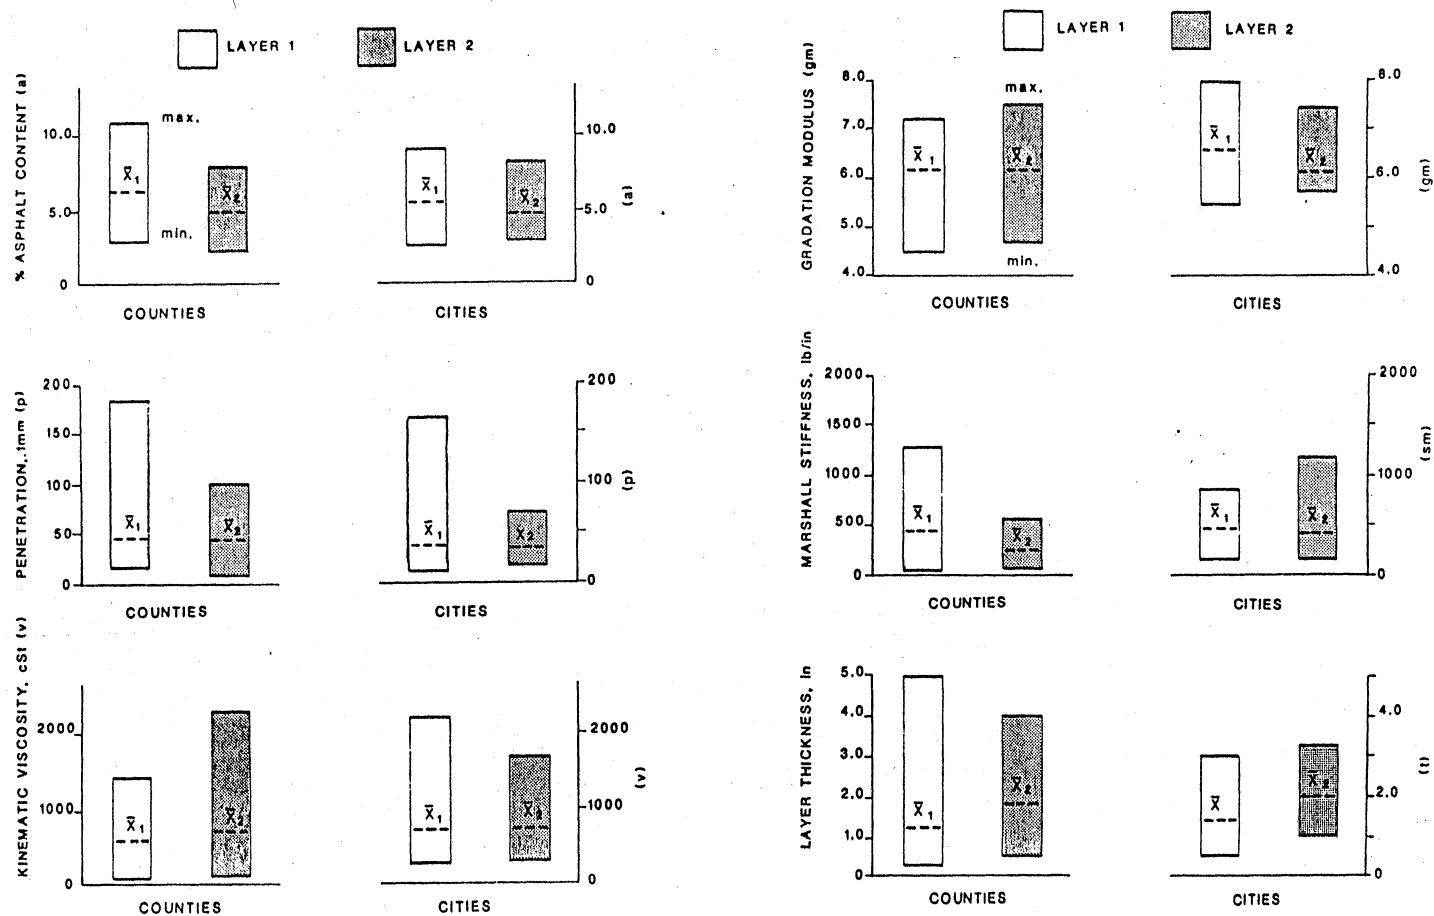 LAYER 1
LAYER 2
% ASPHALT CONTENT (a)
10.0
5.0
0
max.
X̄1
min.
X̄2
COUNTIES
X̄1
X̄2
10.0
5.0
0
(a)
CITIES
PENETRATION, .1mm (p)
200
150
100
50
0
X̄1
X̄2
COUNTIES
X̄1
X̄2
200
100
0
(p)
CITIES
KINEMATIC VISCOSITY, cSt (v)
2000
1000
0
X̄1
X̄2
COUNTIES
X̄1
X̄2
2000
1000
0
(v)
CITIES
LAYER 1
LAYER 2
GRADATION MODULUS (gm)
8.0
7.0
6.0
5.0
4.0
X̄1
max.
X̄2
min.
COUNTIES
X̄1
X̄2
8.0
6.0
4.0
(gm)
CITIES
MARSHALL STIFFNESS, lb/in
2000
1500
1000
500
0
X̄1
X̄2
COUNTIES
X̄1
X̄2
2000
1000
0
(sm)
CITIES
LAYER THICKNESS, in
5.0
4.0
3.0
2.0
1.0
0
X̄1
X̄2
COUNTIES
X̄
X̄2
4.0
2.0
0
(t)
CITIES